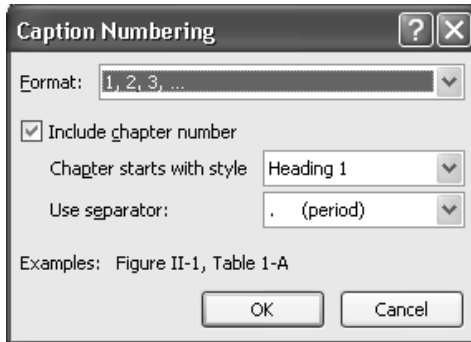 Caption Numbering
Format: 1, 2, 3, ...
Include chapter number
Chapter starts with style Heading 1
Use separator: . (period)
Examples: Figure II-1, Table 1-A
OK Cancel